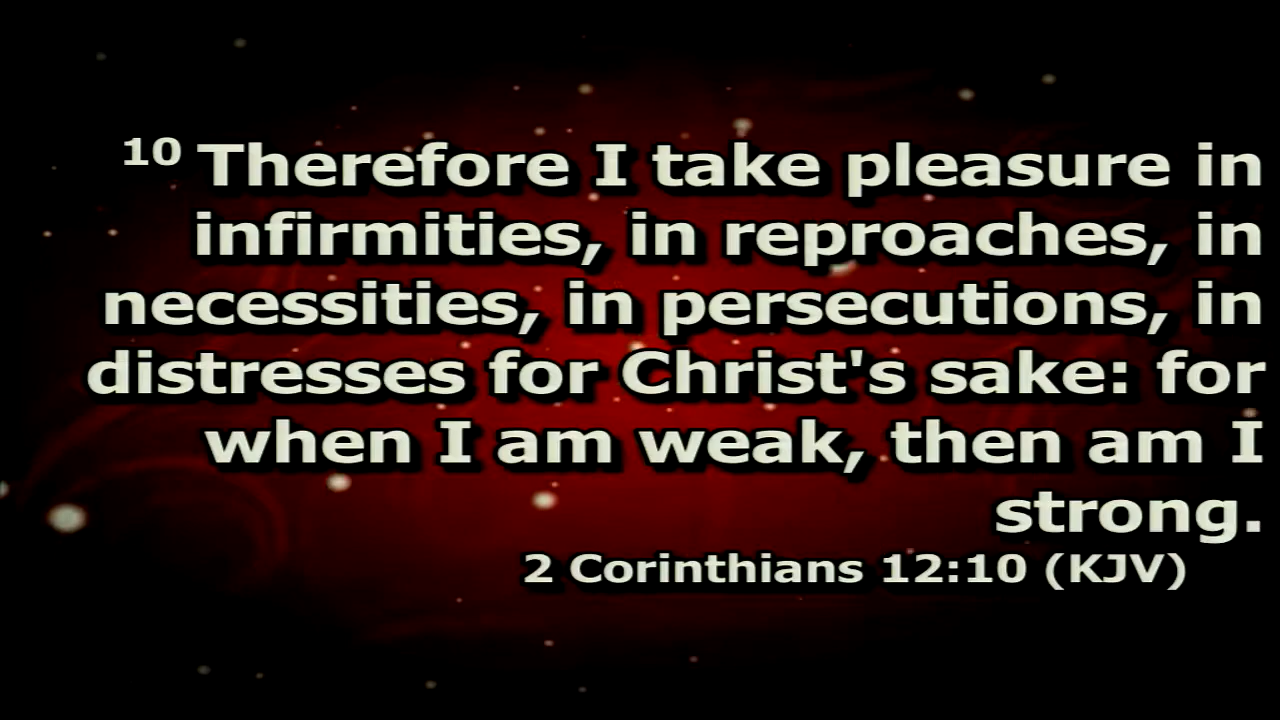 10 Therefore I take pleasure in
infirmities, in reproaches, in
necessities, in persecutions, in
distresses for Christ's sake: for
when I am weak, then am I
strong.
2 Corinthians 12:10 (KJV)